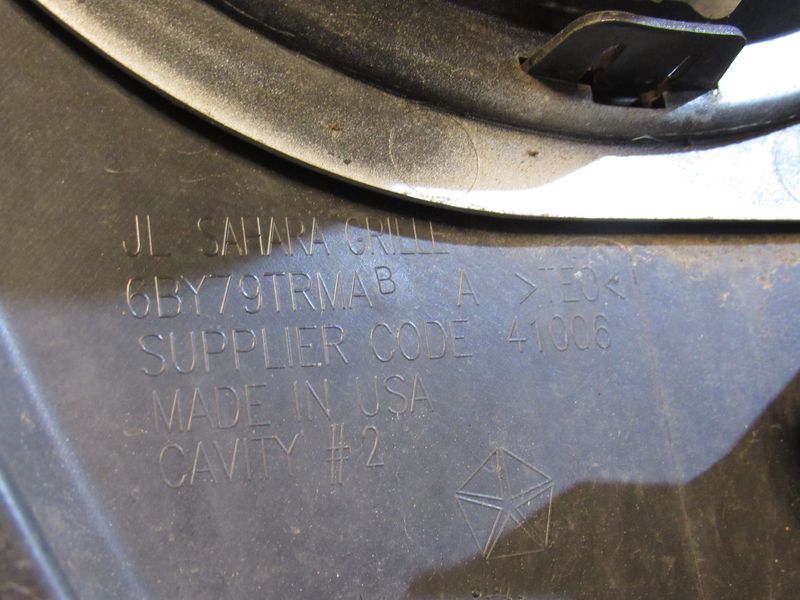 JL SAHARA GRILLE
6BY79TRMAB A >TEO<
SUPPLIER CODE 41006
MADE IN USA
CAVITY #2